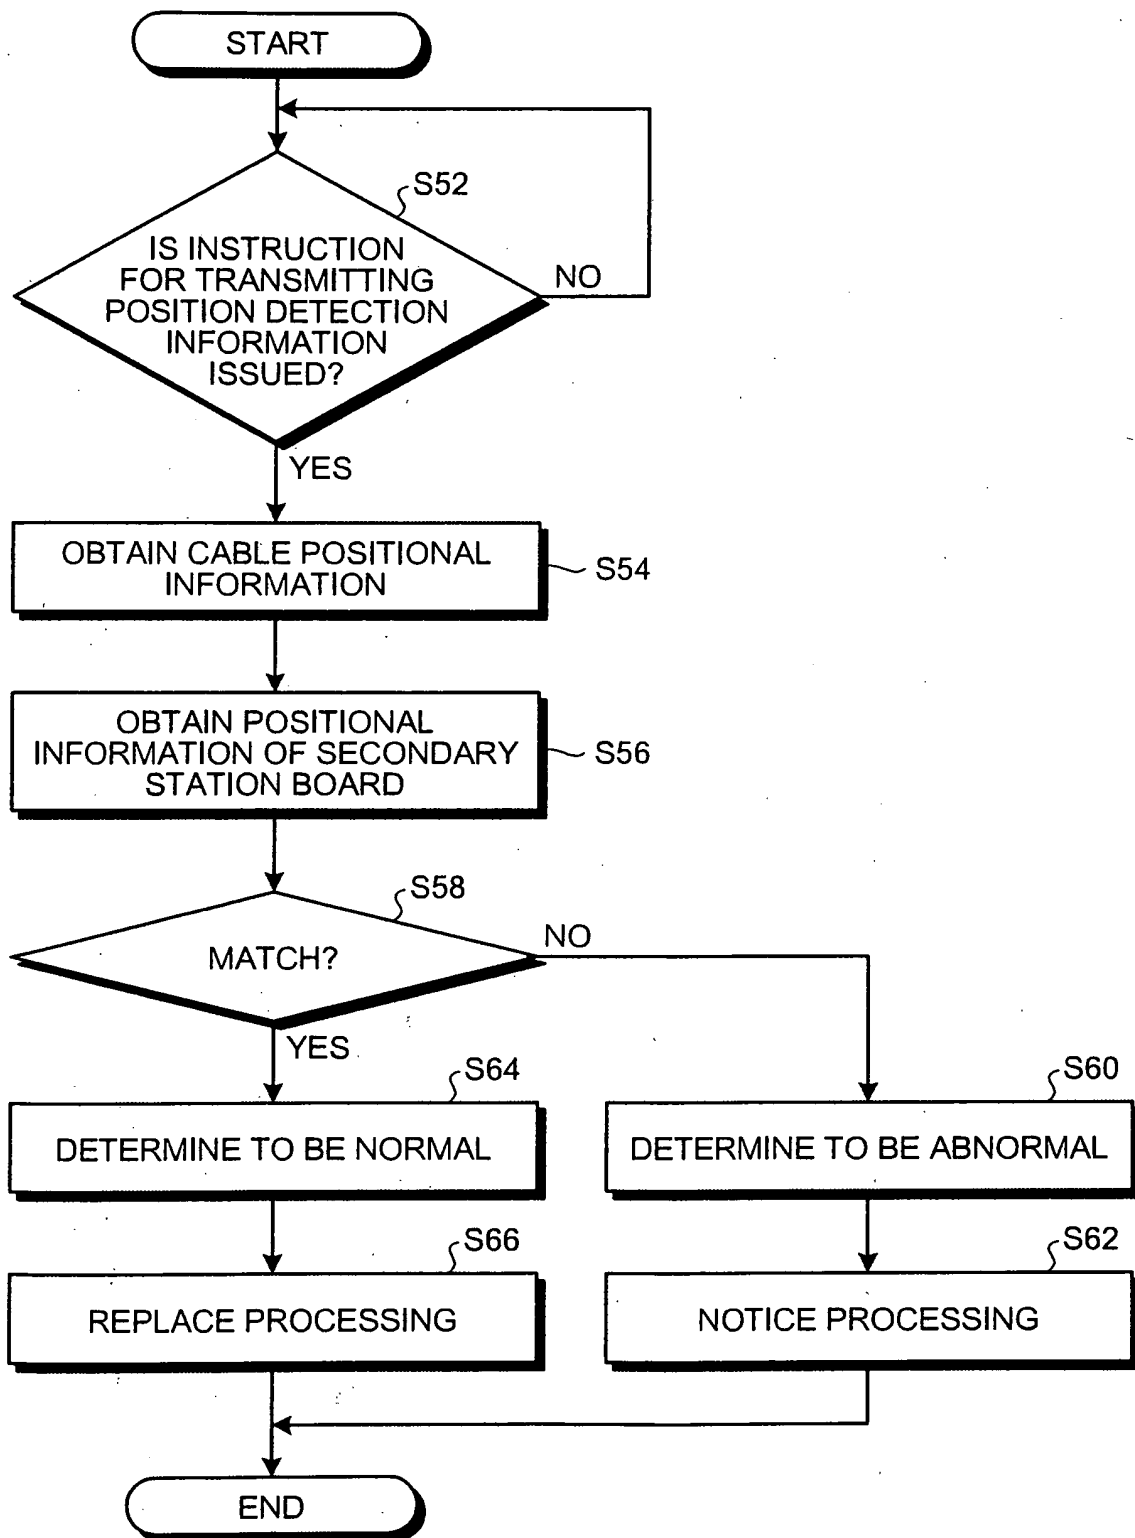 START
S52
IS INSTRUCTION
FOR TRANSMITTING
POSITION DETECTION
INFORMATION
ISSUED?
NO
YES
OBTAIN CABLE POSITIONAL
INFORMATION
S54
OBTAIN POSITIONAL
INFORMATION OF SECONDARY
STATION BOARD
S56
S58
MATCH?
NO
YES
S64
DETERMINE TO BE NORMAL
S60
DETERMINE TO BE ABNORMAL
S66
REPLACE PROCESSING
S62
NOTICE PROCESSING
END